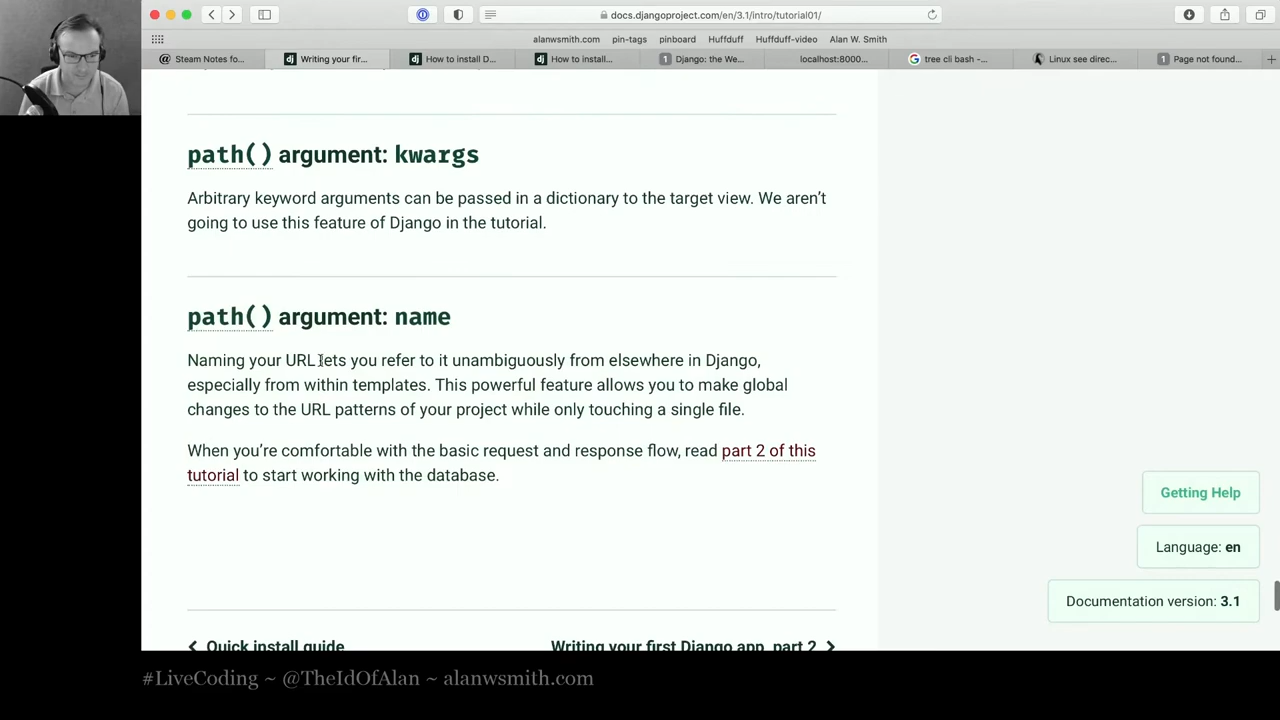 docs.djangoproject.com/en/3.1/intro/tutorial01/
alanwsmith.com pin-tags pinboard Huffduff Huffduff-video Alan W. Smith
Steam Notes fo... Writing your fir... How to install D... How to install... Django: the We... localhost:8000... tree cli bash -... Linux see direc... Page not found...
path() argument: kwargs
Arbitrary keyword arguments can be passed in a dictionary to the target view. We aren’t
going to use this feature of Django in the tutorial.
path() argument: name
Naming your URL lets you refer to it unambiguously from elsewhere in Django,
especially from within templates. This powerful feature allows you to make global
changes to the URL patterns of your project while only touching a single file.
When you’re comfortable with the basic request and response flow, read part 2 of this
tutorial to start working with the database.
Getting Help
Language: en
Documentation version: 3.1
Quick install guide
Writing your first Django app, part 2
#LiveCoding ~ @TheIdOfAlan ~ alanwsmith.com